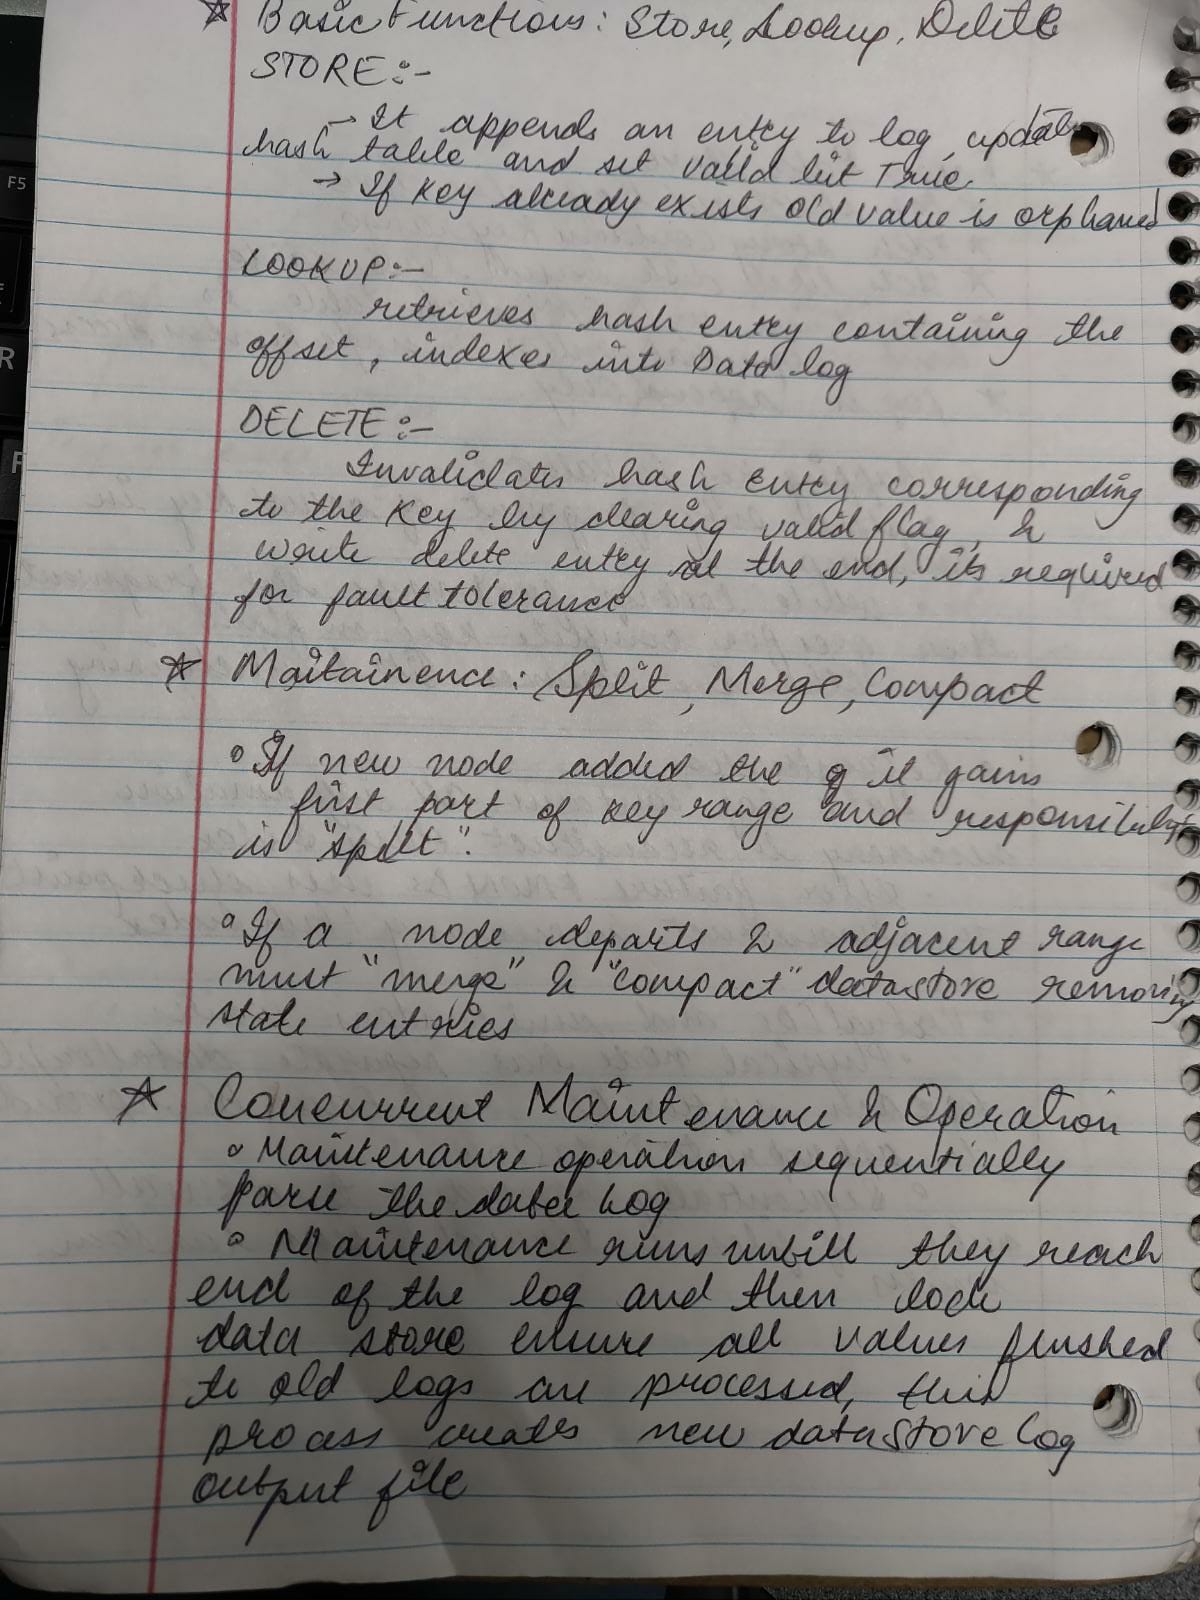 ☆ Basic Functions: Store, Lookup, Delete
STORE:-
→ It appends an entry to log, update
hash table and set valid bit True.
→ If key already exists old value is orphaned
LOOKUP:-
retrieves hash entry containing the
offset, indexes into Data log
DELETE:-
Invalidates hash entry corresponding
to the key by clearing valid flag, &
write delete entry at the end, its required
for fault tolerance
☆ Maitainence: Split, Merge, Compact
• If new node added the it gains
first part of key range and responsibility
is "spilt".
• If a node departs 2 adjacent range
must "merge" & "compact" datastore removing
stale entries
☆ Concurrent Maintenance & Operation
• Maintenance operation sequentially
parse the data log
• Maintenance runs untill they reach
end of the log and then lock
data store ensure all values flushed
to old logs are processed, this
process creates new datastore log
output file
F5
R
F